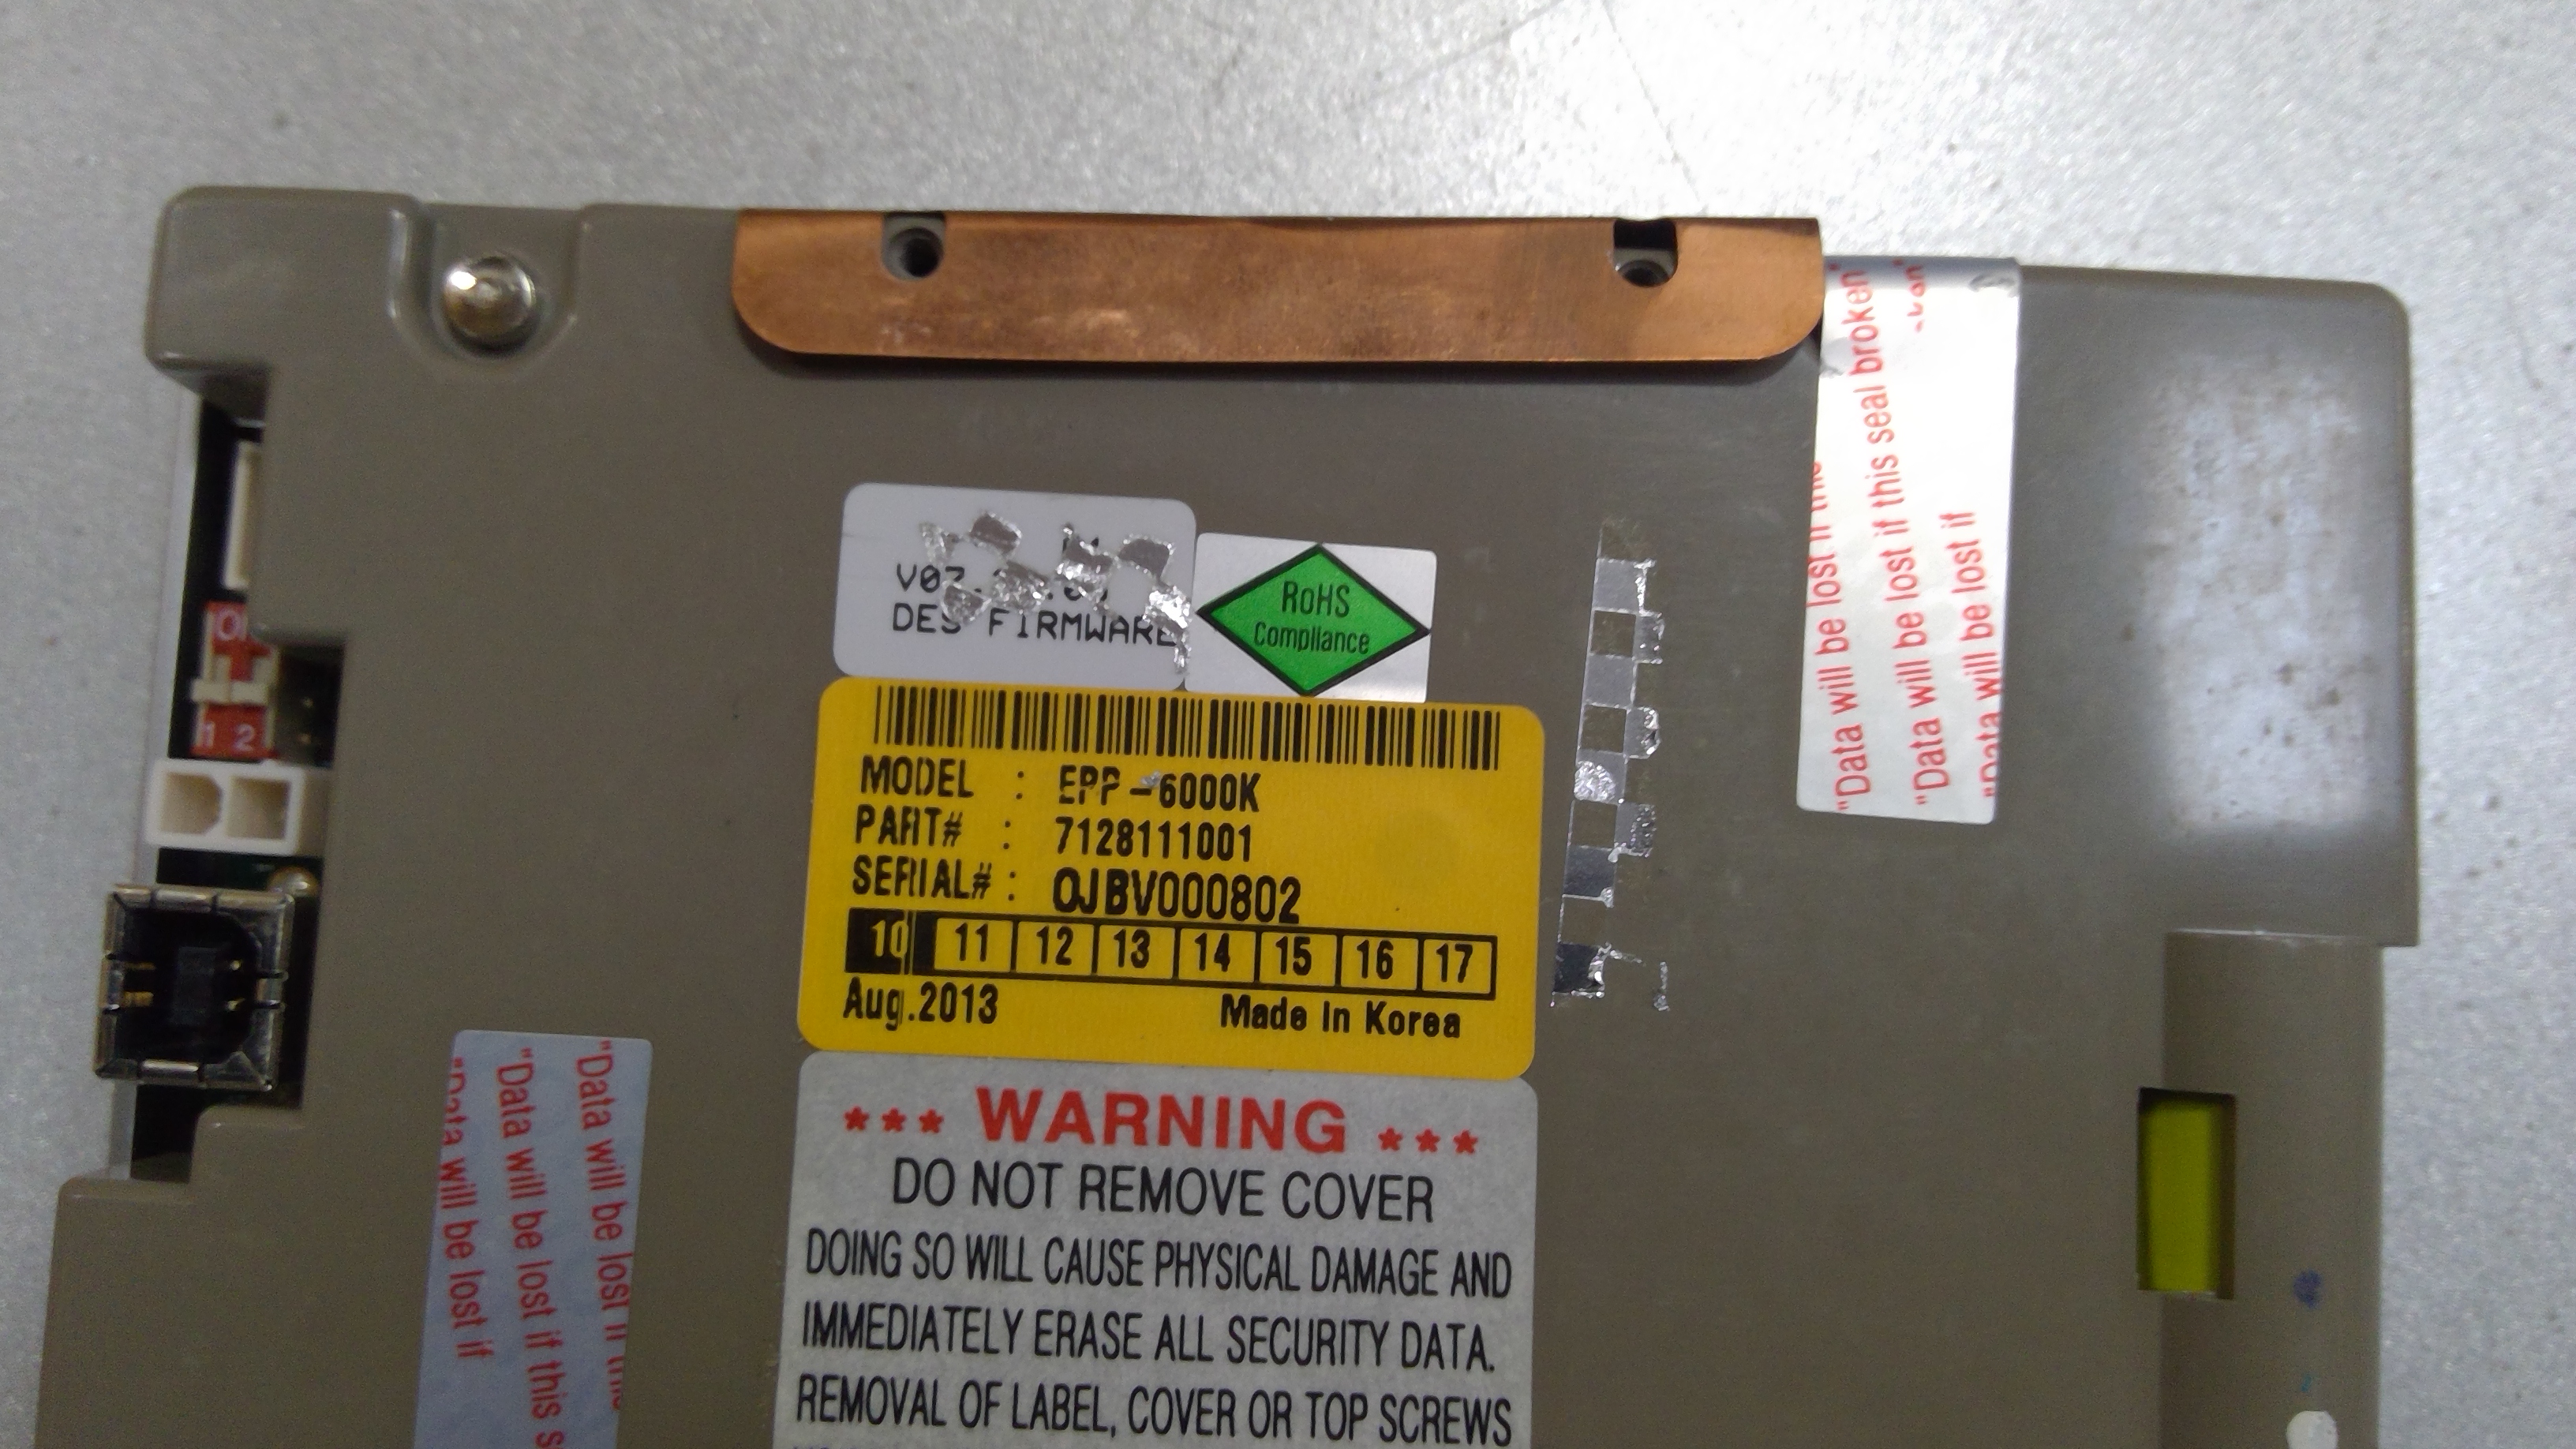 DES FIRMWARE
RoHS
Compliance
MODEL : EPP-6000K
PART# : 7128111001
SERIAL# : OJBV000802
10 11 12 13 14 15 16 17
Aug.2013 Made In Korea
*** WARNING ***
DO NOT REMOVE COVER
DOING SO WILL CAUSE PHYSICAL DAMAGE AND
IMMEDIATELY ERASE ALL SECURITY DATA.
REMOVAL OF LABEL, COVER OR TOP SCREWS
"Data will be lost if this
"Data will be lost if this seal broken"
"Data will be lost if
"Data will be lost if this
"Data will be lost if this
"Data will be lost if
1 2